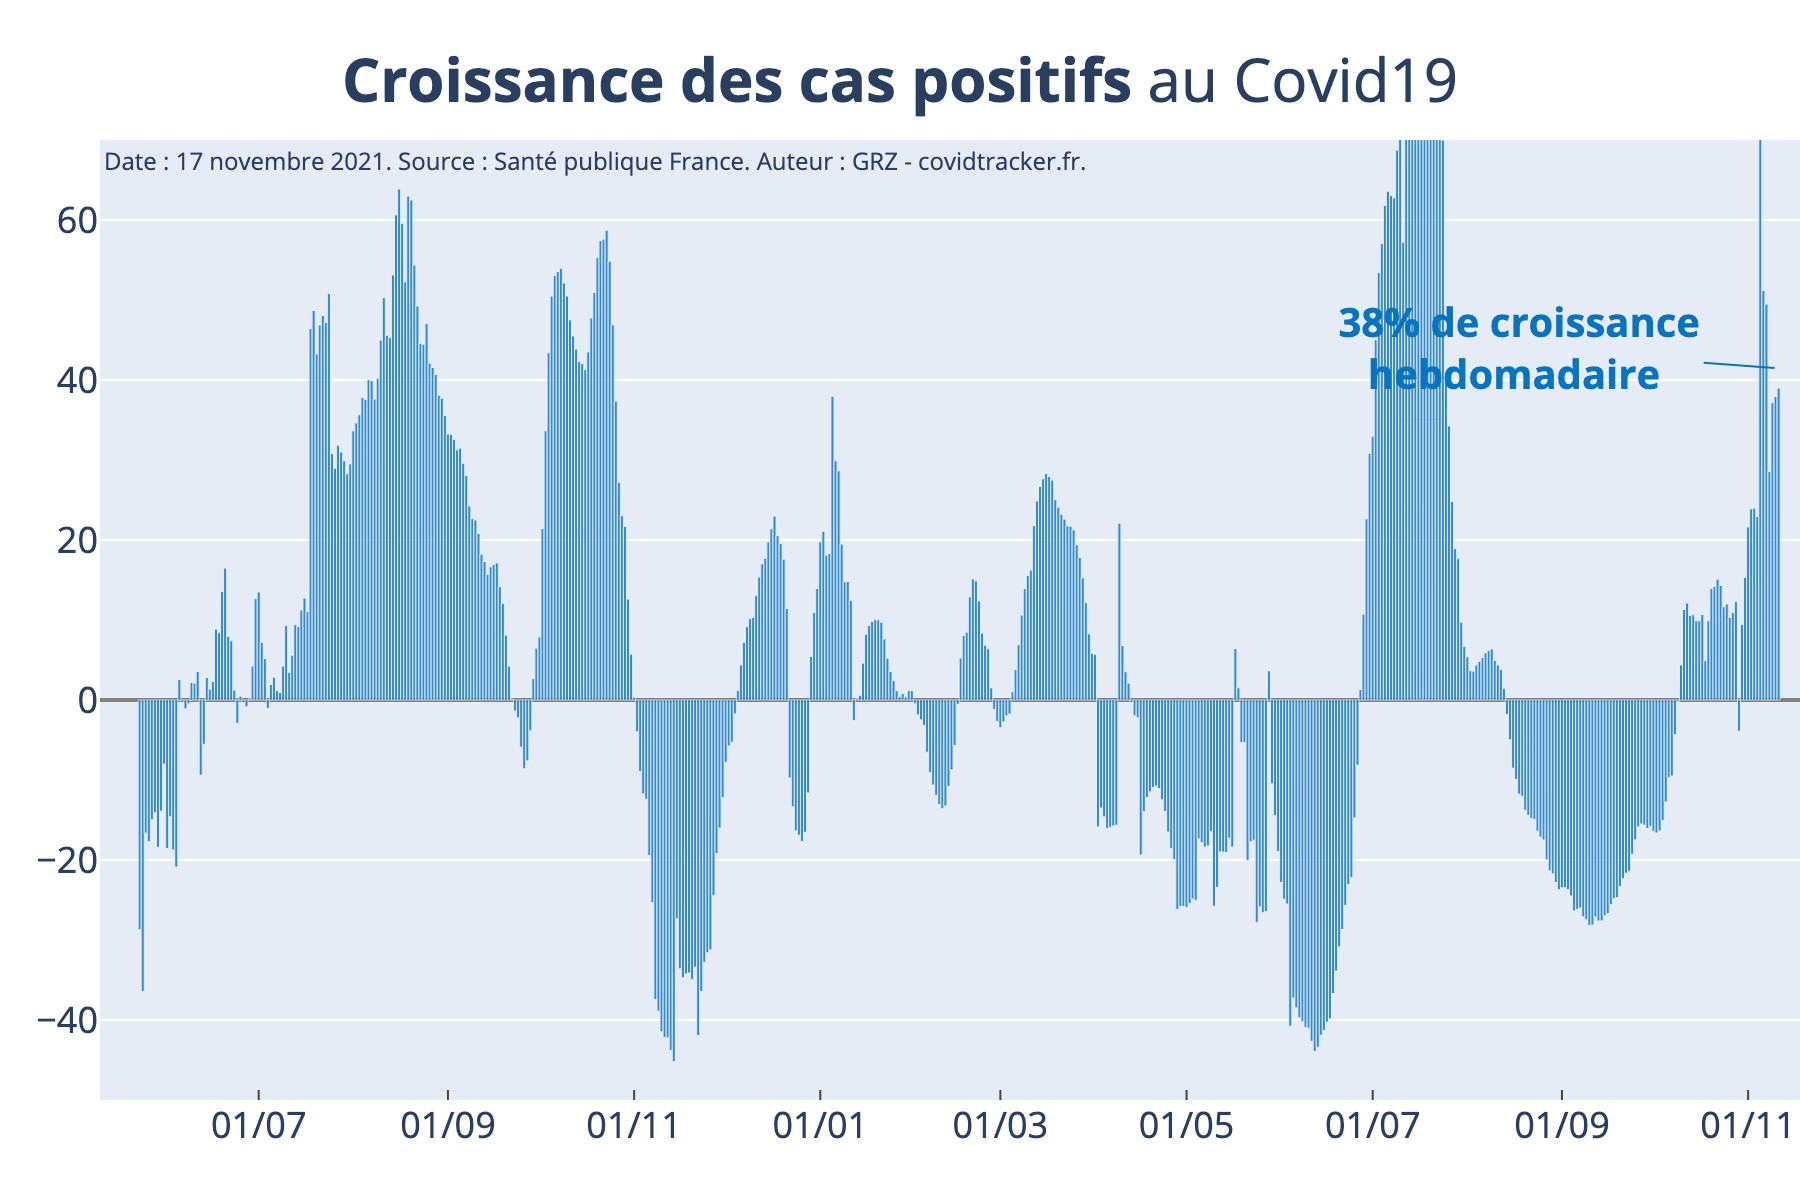 Croissance des cas positifs au Covid19
Date : 17 novembre 2021. Source : Santé publique France. Auteur : GRZ - covidtracker.fr.
60
40
20
0
−20
−40
38% de croissance
hebdomadaire
01/07 01/09 01/11 01/01 01/03 01/05 01/07 01/09 01/11